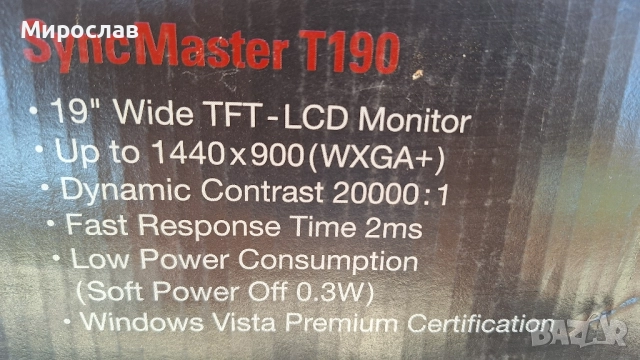 Мирослав
SyncMaster T190
• 19" Wide TFT-LCD Monitor
• Up to 1440x900(WXGA+)
• Dynamic Contrast 20000:1
• Fast Response Time 2ms
• Low Power Consumption
(Soft Power Off 0.3W)
• Windows Vista Premium Certification
BAZAR